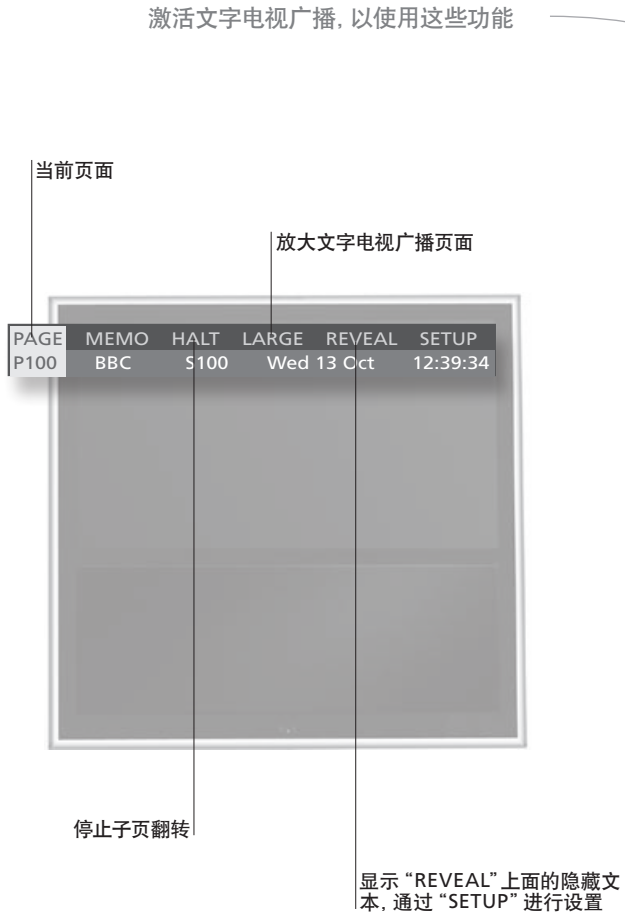 激活文字电视广播, 以使用这些功能
当前页面
放大文字电视广播页面
PAGE MEMO HALT LARGE REVEAL SETUP
P100 BBC S100 Wed 13 Oct 12:39:34
停止子页翻转
显示 “REVEAL” 上面的隐藏文
本, 通过 “SETUP” 进行设置